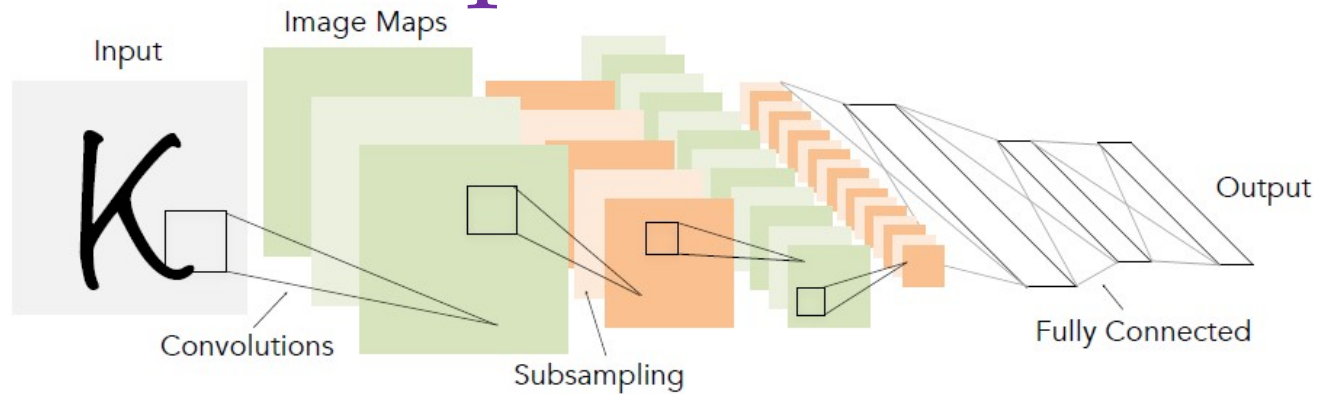 Image Maps
Input
K
Output
Convolutions
Fully Connected
Subsampling